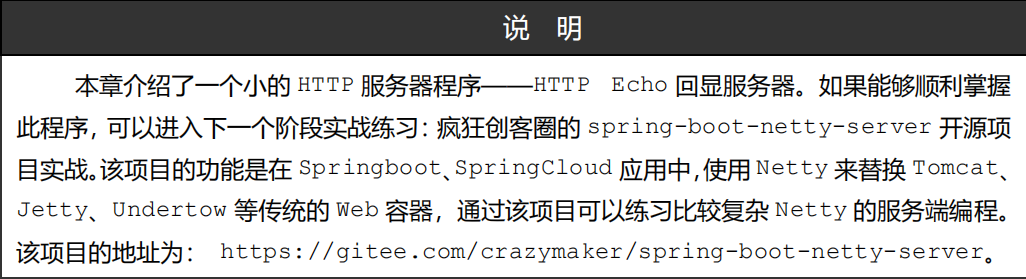 说 明
本章介绍了一个小的 HTTP 服务器程序——HTTP Echo 回显服务器。如果能够顺利掌握
此程序，可以进入下一个阶段实战练习：疯狂创客圈的 spring-boot-netty-server 开源项
目实战。该项目的功能是在 Springboot、SpringCloud 应用中，使用 Netty 来替换 Tomcat、
Jetty、Undertow 等传统的 Web 容器，通过该项目可以练习比较复杂 Netty 的服务端编程。
该项目的地址为： https://gitee.com/crazymaker/spring-boot-netty-server。